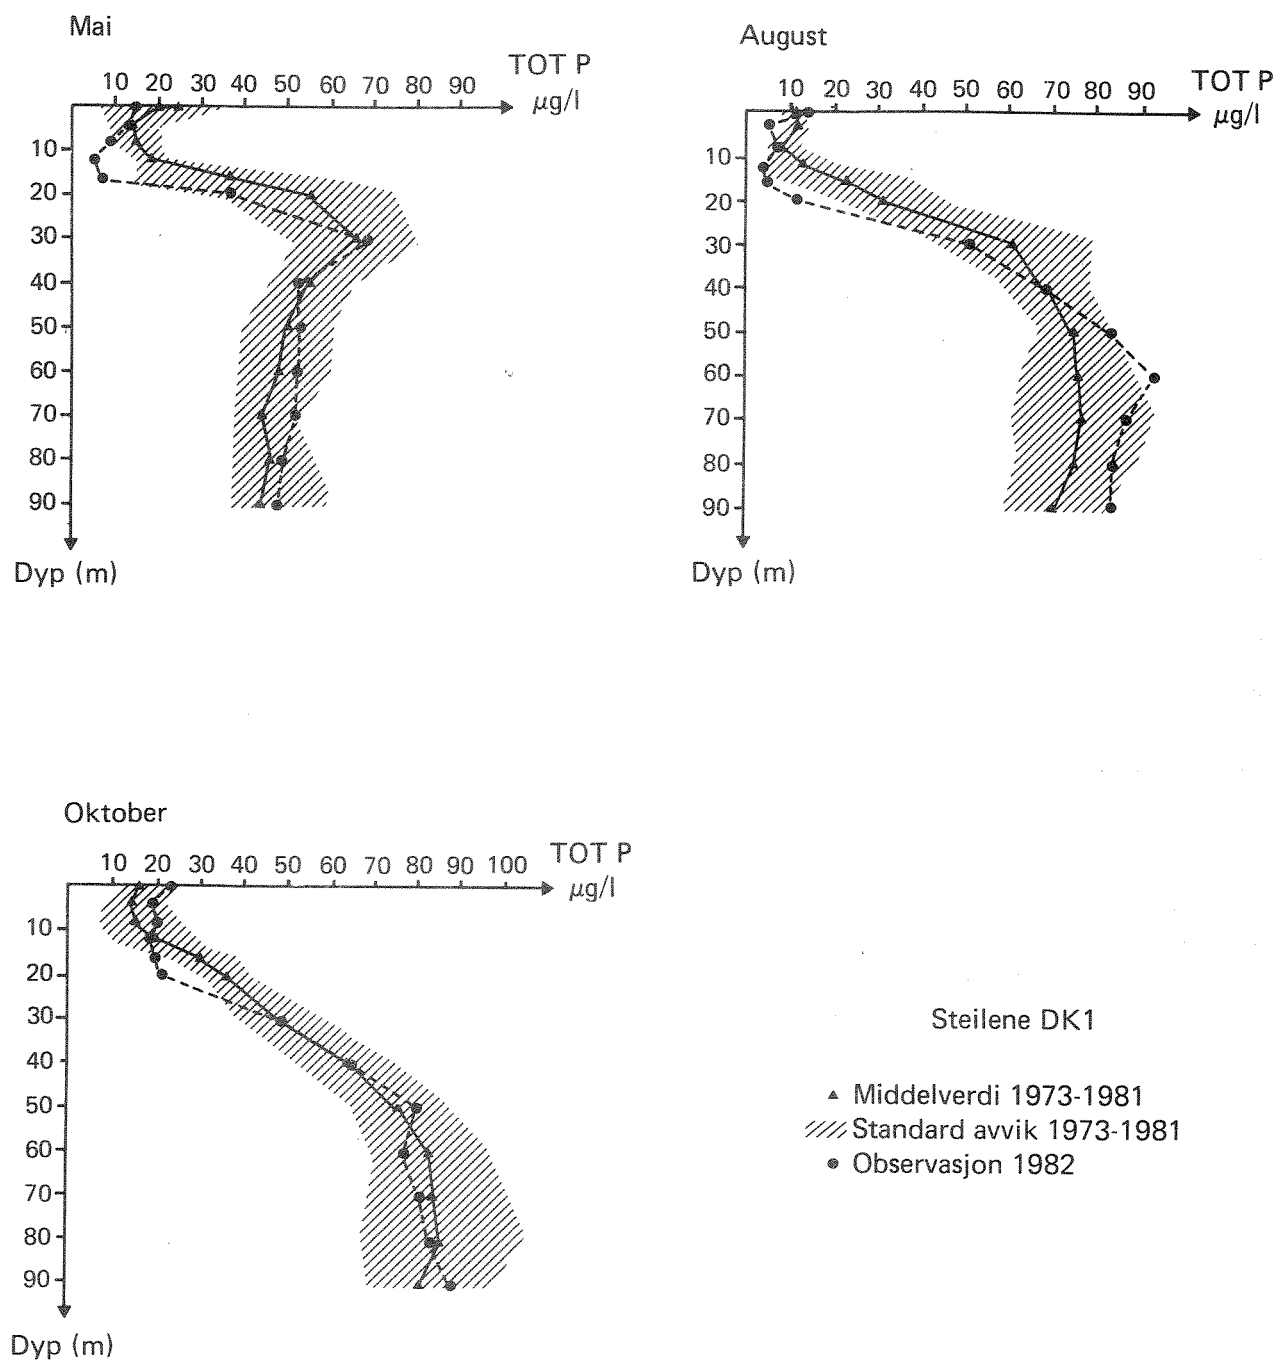 Mai
TOT P
10 20 30 40 50 60 70 80 90
µg/l
10
20
30
40
50
60
70
80
90
Dyp (m)
August
TOT P
10 20 30 40 50 60 70 80 90
µg/l
10
20
30
40
50
60
70
80
90
Dyp (m)
Oktober
TOT P
10 20 30 40 50 60 70 80 90 100
µg/l
10
20
30
40
50
60
70
80
90
Dyp (m)
Steilene DK1
Middelverdi 1973-1981
Standard avvik 1973-1981
Observasjon 1982